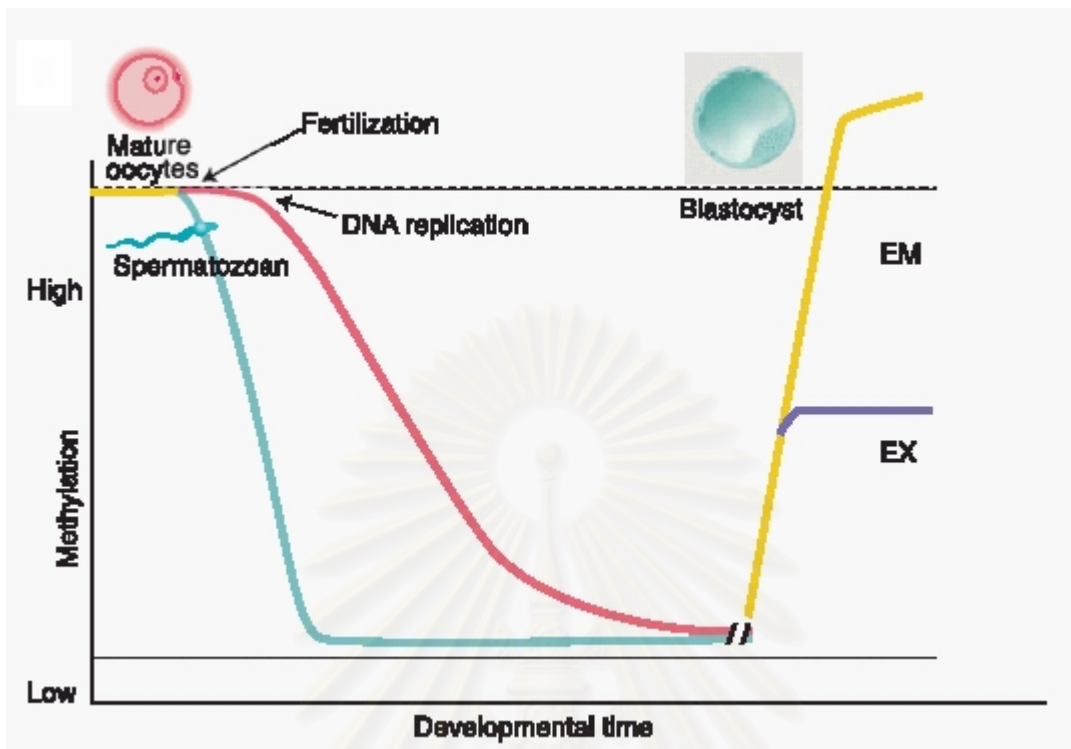 Mature
oocytes
Fertilization
DNA replication
Spermatozoan
Blastocyst
EM
EX
High
Methylation
Low
Developmental time